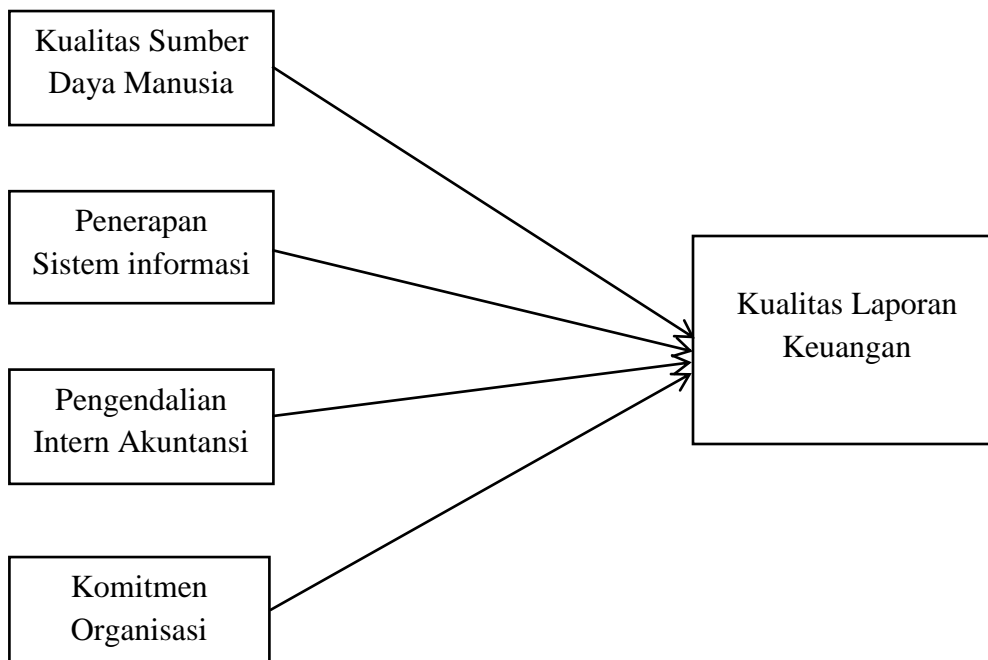 Kualitas Sumber
Daya Manusia
Penerapan
Sistem informasi
Pengendalian
Intern Akuntansi
Komitmen
Organisasi
Kualitas Laporan
Keuangan